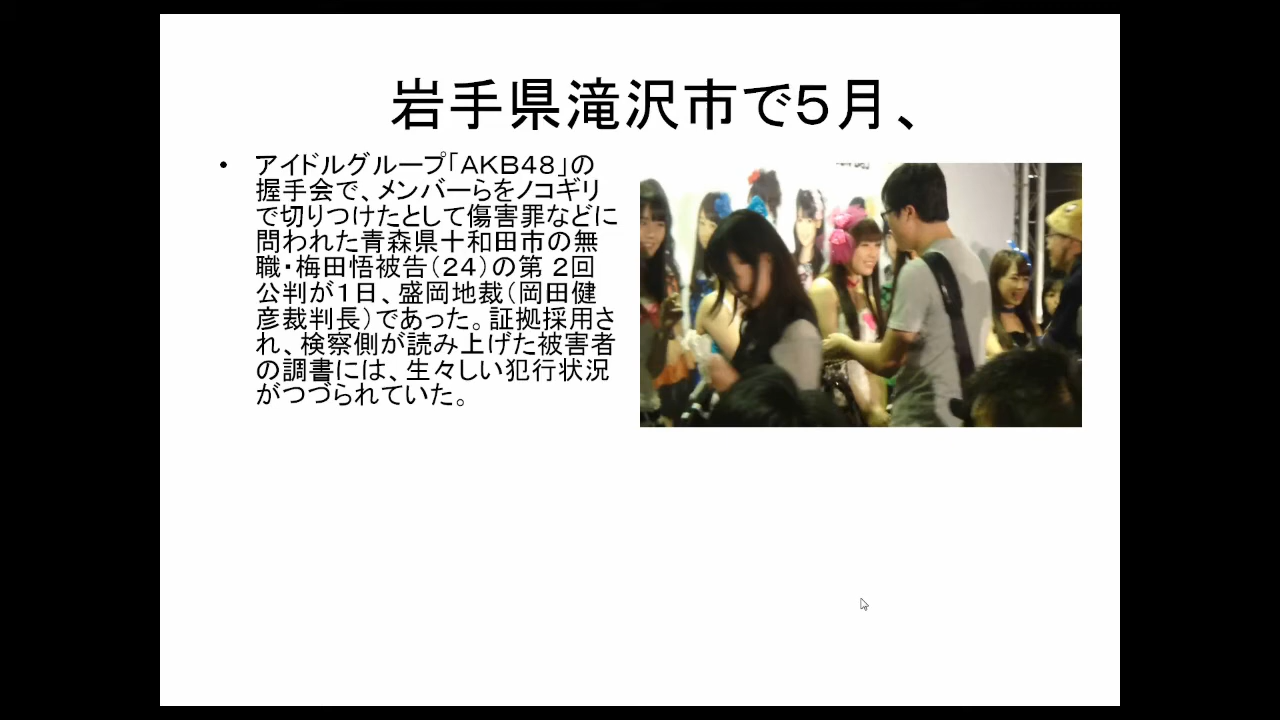 岩手県滝沢市で５月、
• アイドルグループ「ＡＫＢ４８」の
握手会で、メンバーらをノコギリ
で切りつけたとして傷害罪などに
問われた青森県十和田市の無
職・梅田悟被告（２４）の第 ２回
公判が１日、盛岡地裁（岡田健
彦裁判長）であった。証拠採用さ
れ、検察側が読み上げた被害者
の調書には、生々しい犯行状況
がつづられていた。